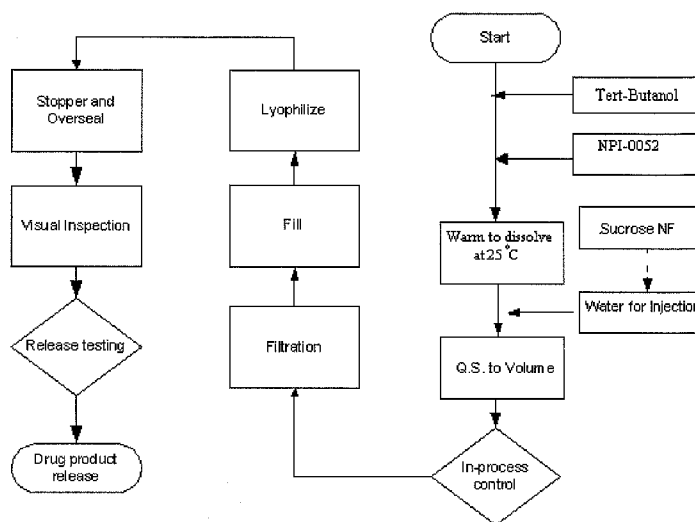 Start
Tert-Butanol
NPI-0052
Warm to dissolve
at 25 °C
Sucrose NF
Water for Injection
Q.S. to Volume
In-process
control
Filtration
Fill
Lyophilize
Stopper and
Overseal
Visual Inspection
Release testing
Drug product
release